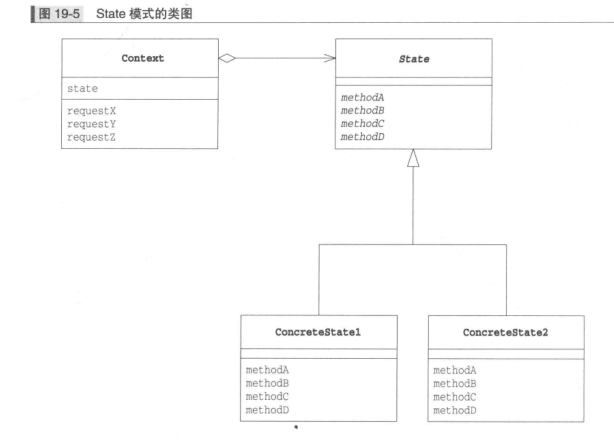 图 19-5 State 模式的类图
Context
state
requestX
requestY
requestZ
State
methodA
methodB
methodC
methodD
ConcreteState1
methodA
methodB
methodC
methodD
ConcreteState2
methodA
methodB
methodC
methodD